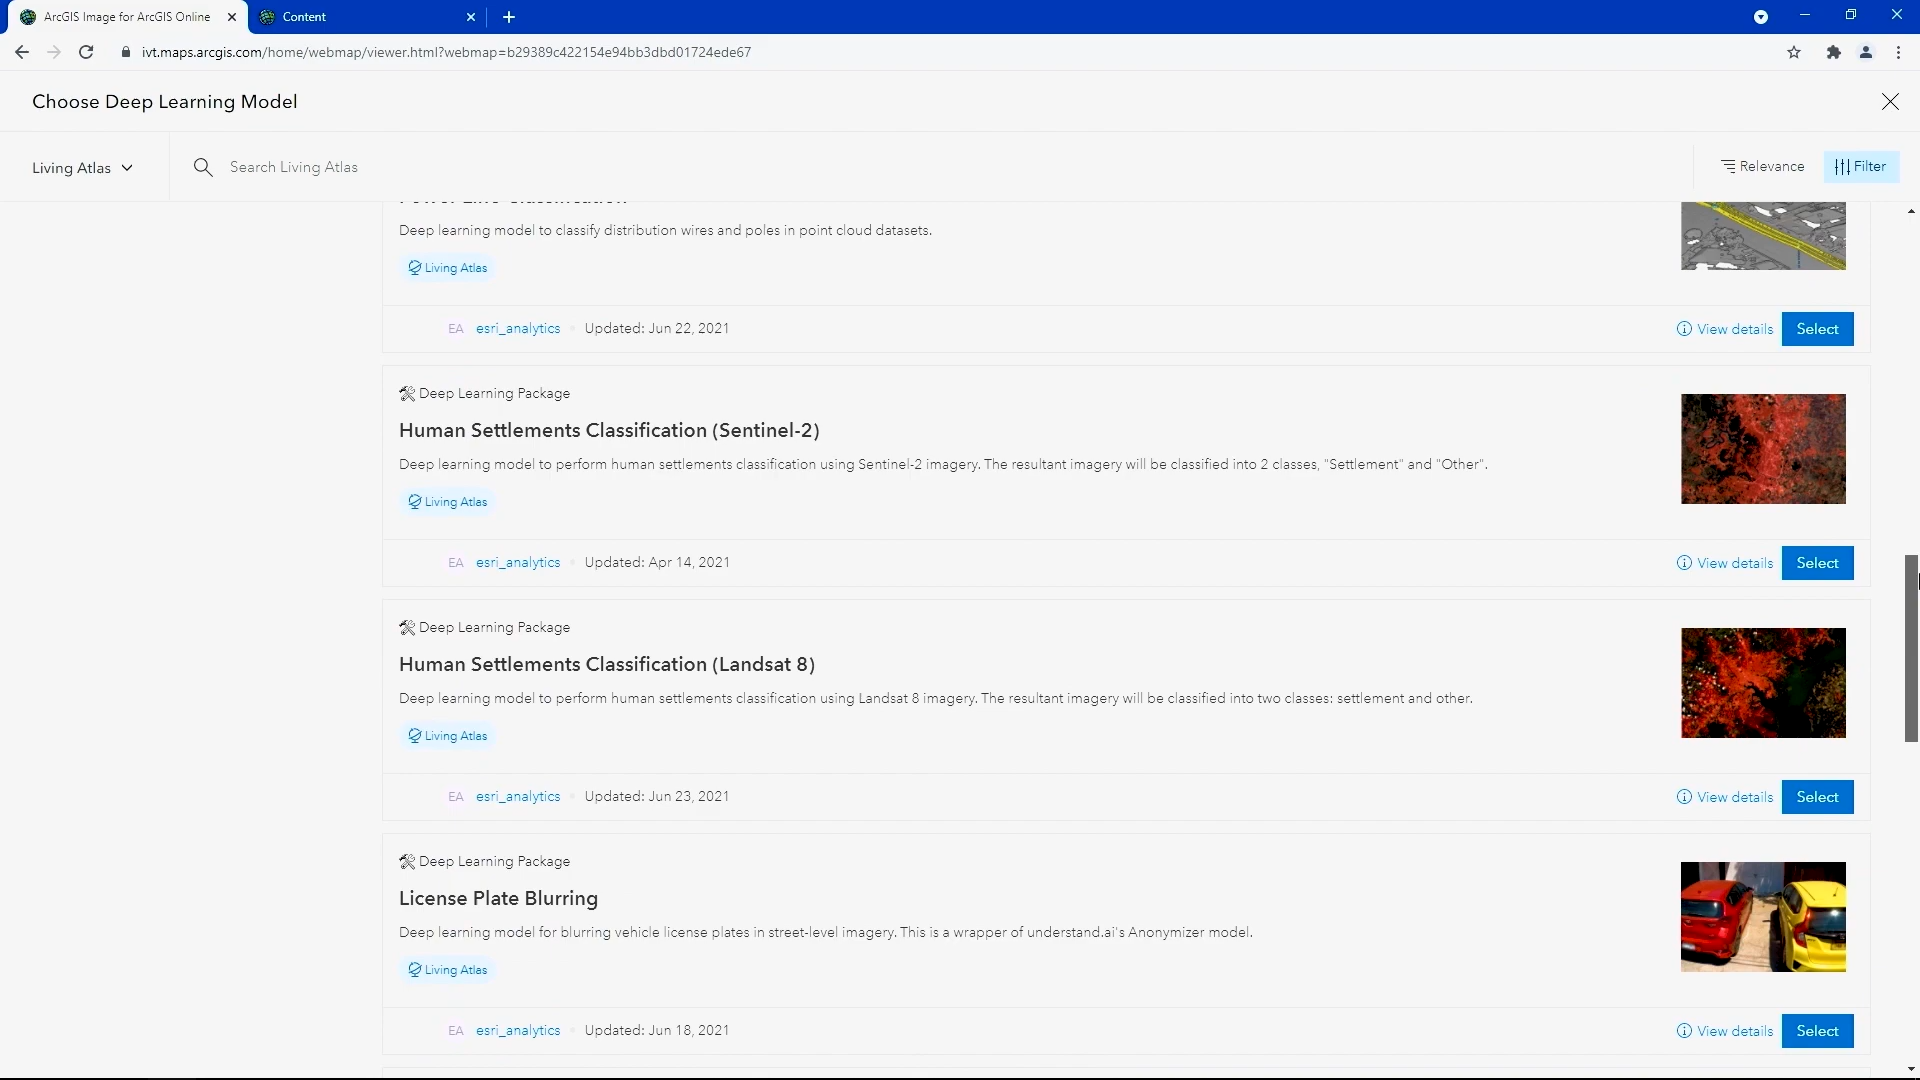 ArcGIS Image for ArcGIS Online
Content
ivt.maps.arcgis.com/home/webmap/viewer.html?webmap=b29389c422154e94bb3dbd01724ede67
Choose Deep Learning Model
Living Atlas
Search Living Atlas
Relevance
Filter
Power Line Classification
Deep learning model to classify distribution wires and poles in point cloud datasets.
Living Atlas
EA esri_analytics Updated: Jun 22, 2021
View details
Select
Deep Learning Package
Human Settlements Classification (Sentinel-2)
Deep learning model to perform human settlements classification using Sentinel-2 imagery. The resultant imagery will be classified into 2 classes, "Settlement" and "Other".
Living Atlas
EA esri_analytics Updated: Apr 14, 2021
View details
Select
Deep Learning Package
Human Settlements Classification (Landsat 8)
Deep learning model to perform human settlements classification using Landsat 8 imagery. The resultant imagery will be classified into two classes: settlement and other.
Living Atlas
EA esri_analytics Updated: Jun 23, 2021
View details
Select
Deep Learning Package
License Plate Blurring
Deep learning model for blurring vehicle license plates in street-level imagery. This is a wrapper of understand.ai's Anonymizer model.
Living Atlas
EA esri_analytics Updated: Jun 18, 2021
View details
Select